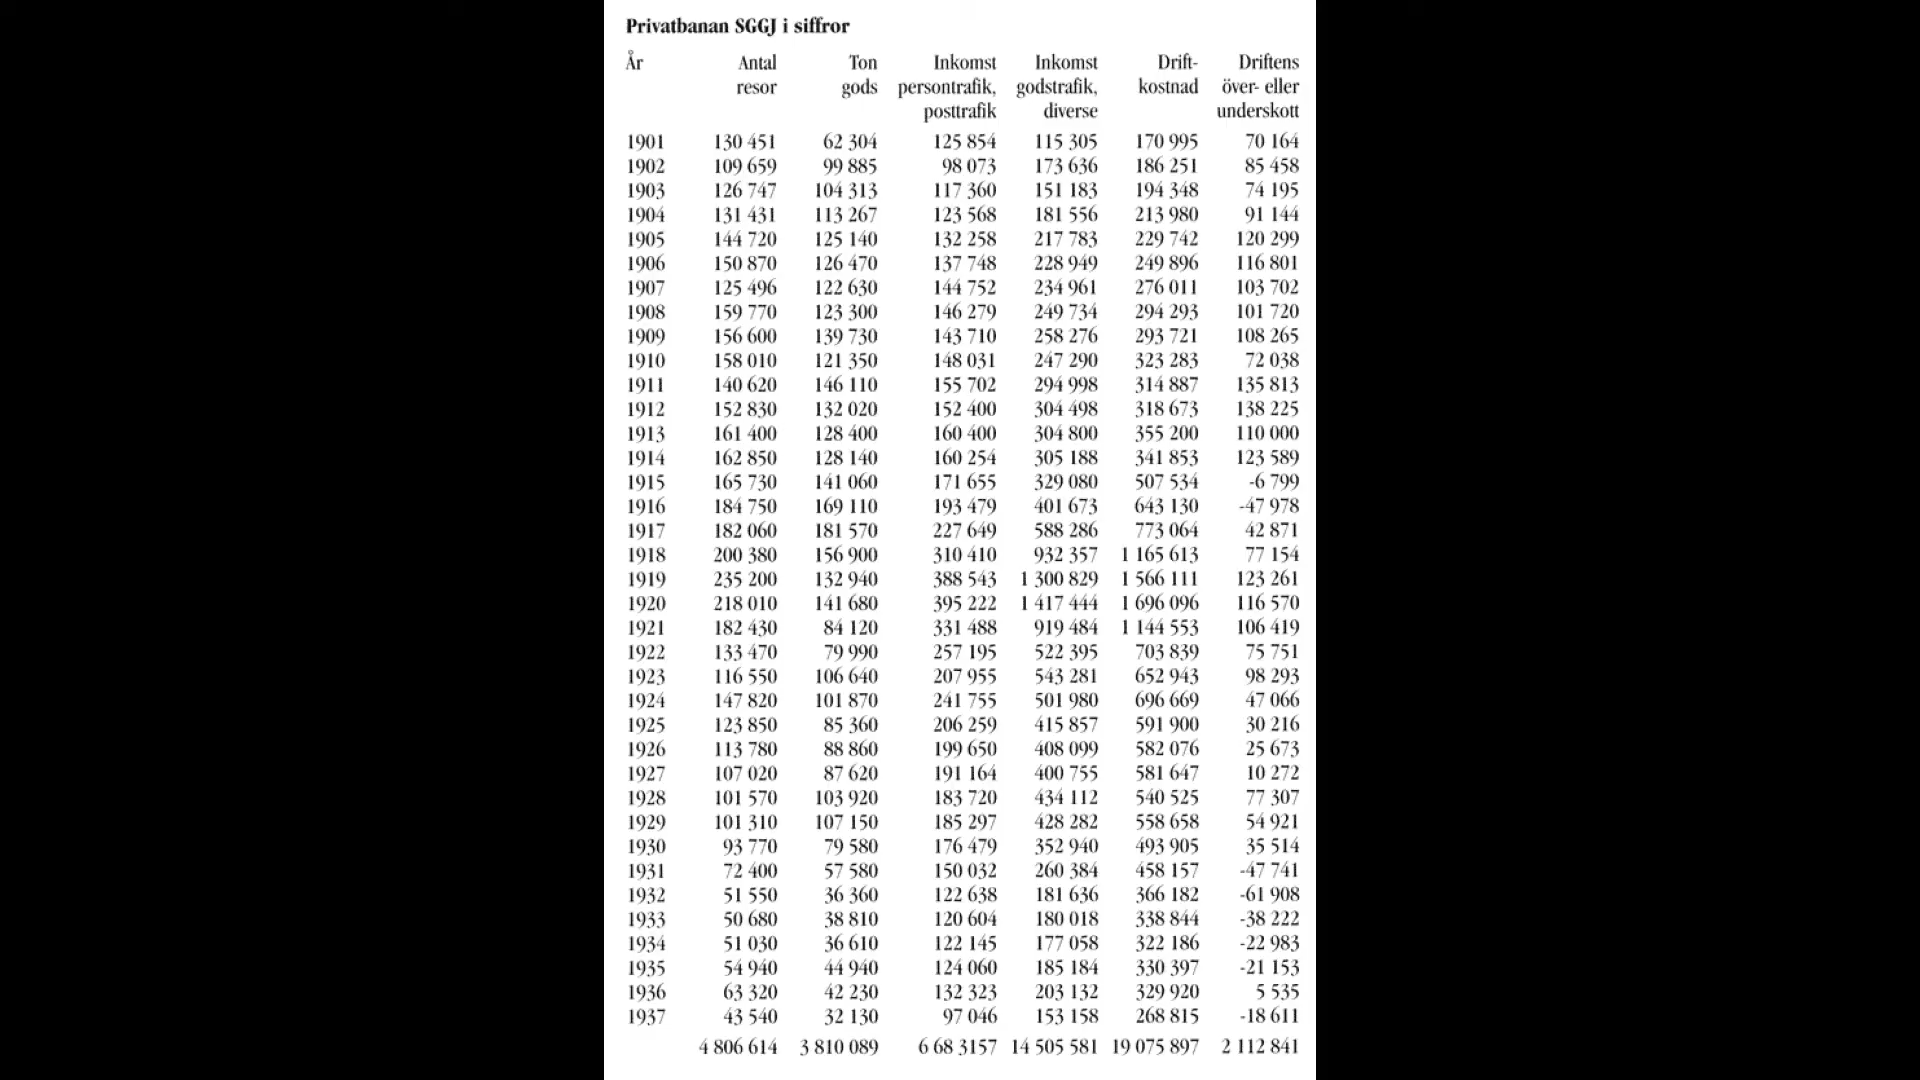 Privatbanan SGGJ i siffror
År Antal Ton Inkomst Inkomst Drift- Driftens
resor gods persontrafik, godstrafik, kostnad över- eller
posttrafik diverse underskott
1901 130 451 62 304 125 854 115 305 170 995 70 164
1902 109 659 99 885 98 073 173 636 186 251 85 458
1903 126 747 104 313 117 360 151 183 194 348 74 195
1904 131 431 113 267 123 568 181 556 213 980 91 144
1905 144 720 125 140 132 258 217 783 229 742 120 299
1906 150 870 126 470 137 748 228 949 249 896 116 801
1907 125 496 122 630 144 752 234 961 276 011 103 702
1908 159 770 123 300 146 279 249 734 294 293 101 720
1909 156 600 139 730 143 710 258 276 293 721 108 265
1910 158 010 121 350 148 031 247 290 323 283 72 038
1911 140 620 146 110 155 702 294 998 314 887 135 813
1912 152 830 132 020 152 400 304 498 318 673 138 225
1913 161 400 128 400 160 400 304 800 355 200 110 000
1914 162 850 128 140 160 254 305 188 341 853 123 589
1915 165 730 141 060 171 655 329 080 507 534 -6 799
1916 184 750 169 110 193 479 401 673 643 130 -47 978
1917 182 060 181 570 227 649 588 286 773 064 42 871
1918 200 380 156 900 310 410 932 357 1 165 613 77 154
1919 235 200 132 940 388 543 1 300 829 1 566 111 123 261
1920 218 010 141 680 395 222 1 417 444 1 696 096 116 570
1921 182 430 84 120 331 488 919 484 1 144 553 106 419
1922 133 470 79 990 257 195 522 395 703 839 75 751
1923 116 550 106 640 207 955 543 281 652 943 98 293
1924 147 820 101 870 241 755 501 980 696 669 47 066
1925 123 850 85 360 206 259 415 857 591 900 30 216
1926 113 780 88 860 199 650 408 099 582 076 25 673
1927 107 020 87 620 191 164 400 755 581 647 10 272
1928 101 570 103 920 183 720 434 112 540 525 77 307
1929 101 310 107 150 185 297 428 282 558 658 54 921
1930 93 770 79 580 176 479 352 940 493 905 35 514
1931 72 400 57 580 150 032 260 384 458 157 -47 741
1932 51 550 36 360 122 638 181 636 366 182 -61 908
1933 50 680 38 810 120 604 180 018 338 844 -38 222
1934 51 030 36 610 122 145 177 058 322 186 -22 983
1935 54 940 44 940 124 060 185 184 330 397 -21 153
1936 63 320 42 230 132 323 203 132 329 920 5 535
1937 43 540 32 130 97 046 153 158 268 815 -18 611
4 806 614 3 810 089 6 68 3157 14 505 581 19 075 897 2 112 841